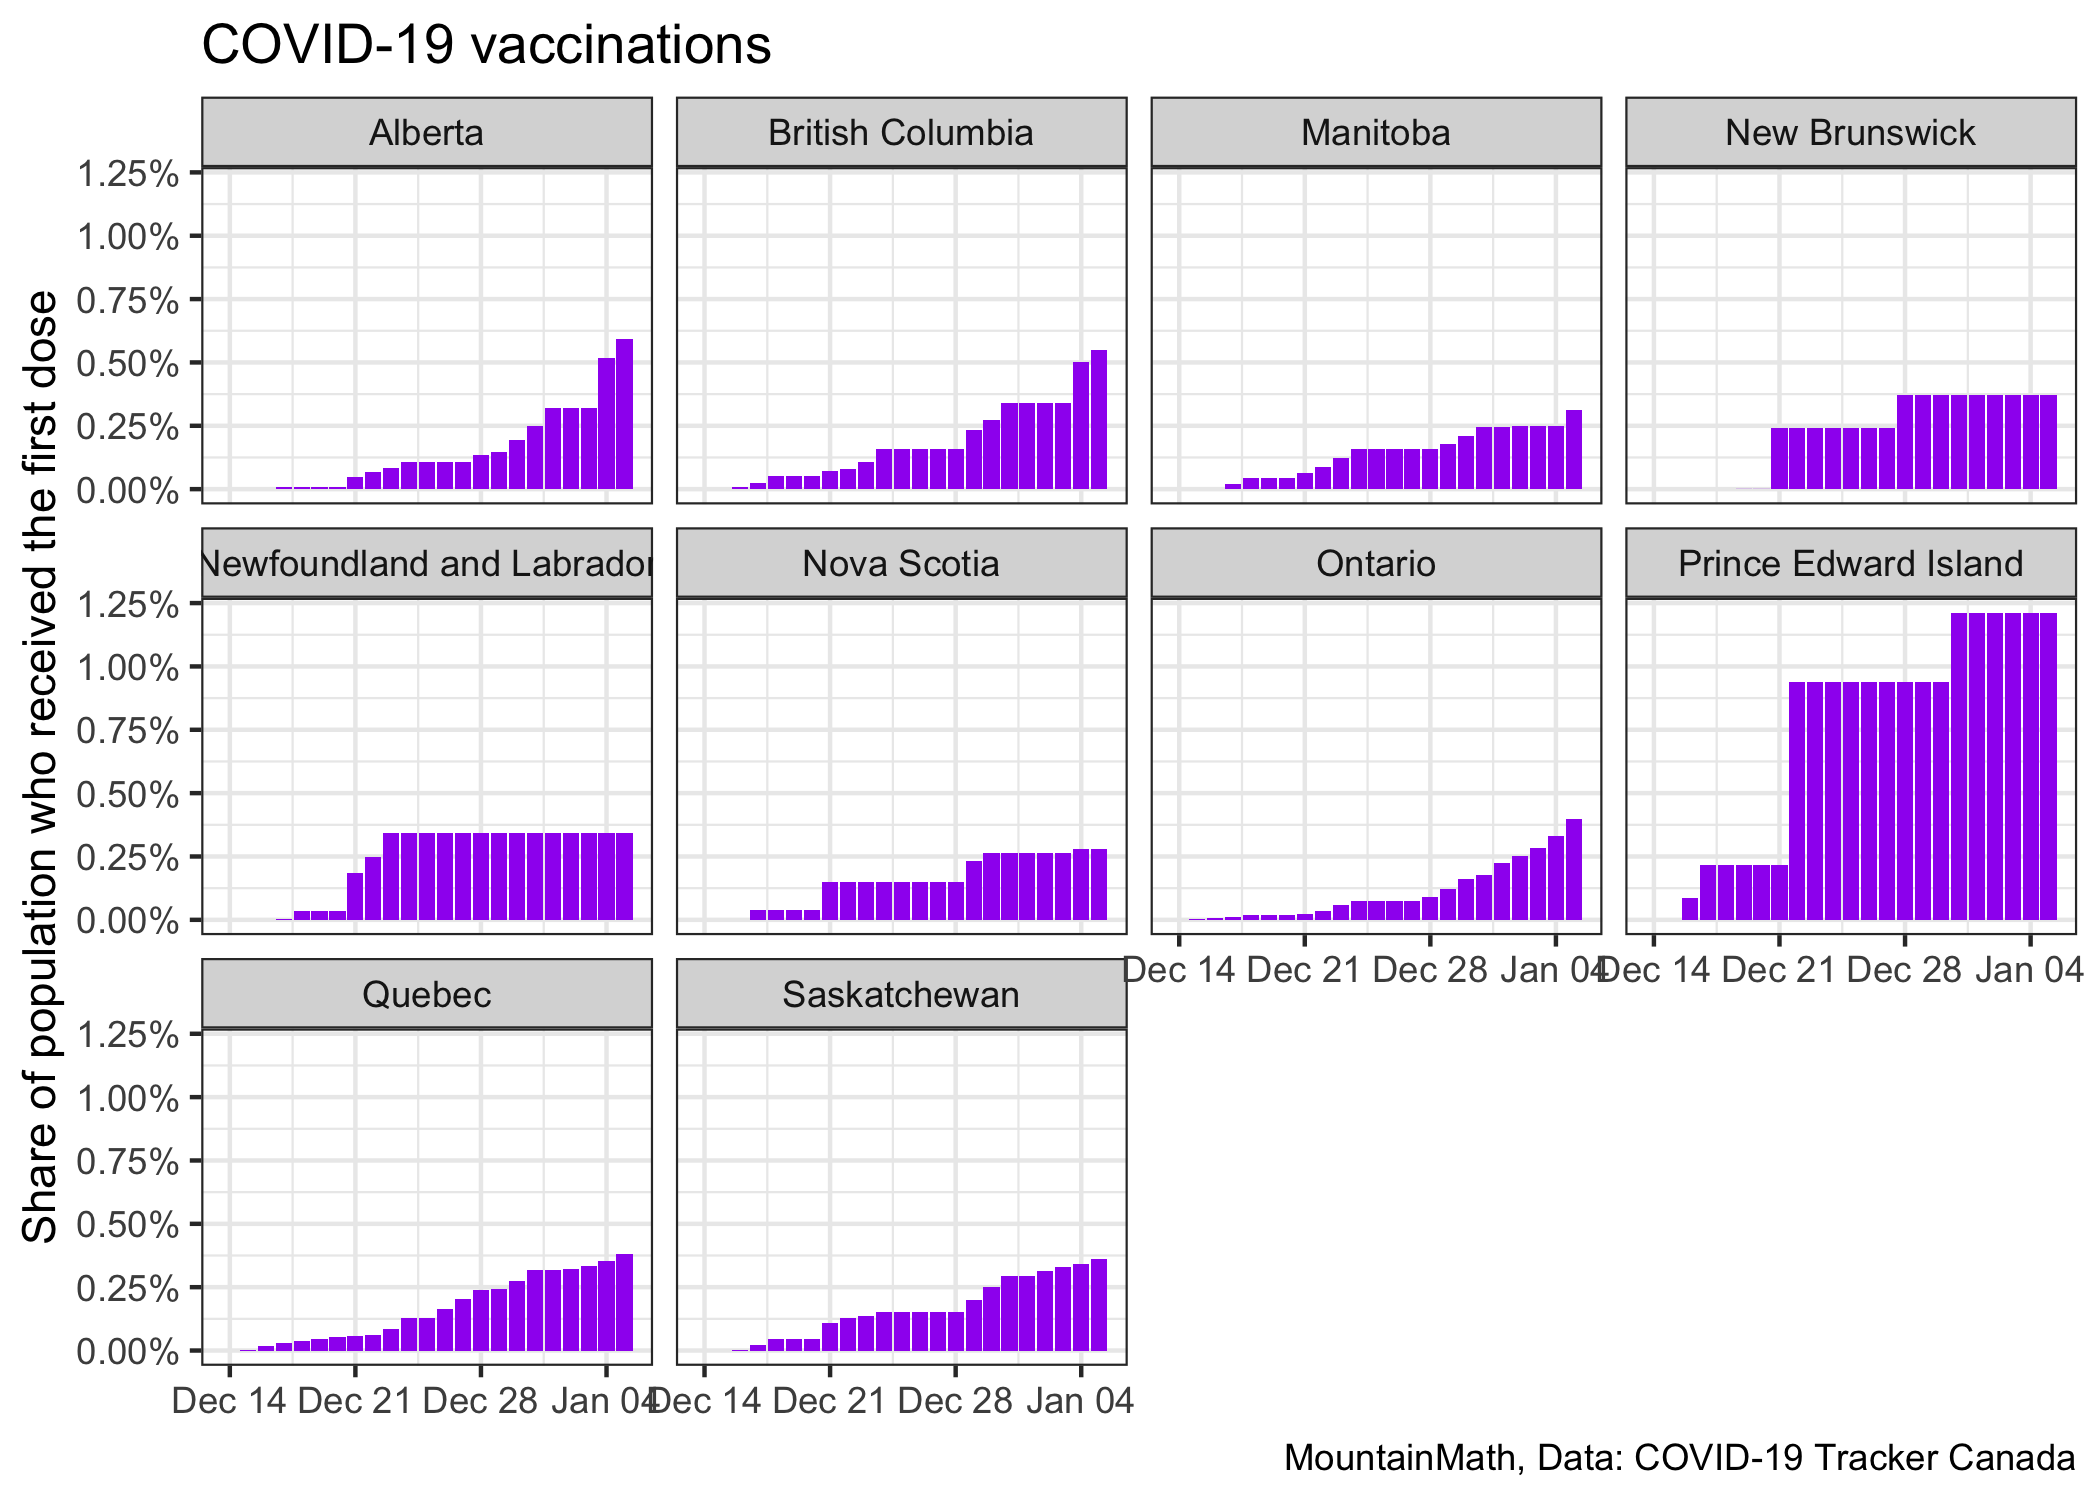 COVID-19 vaccinations
Share of population who received the first dose
Alberta
British Columbia
Manitoba
New Brunswick
1.25%
1.00%
0.75%
0.50%
0.25%
0.00%
Newfoundland and Labrador
Nova Scotia
Ontario
Prince Edward Island
1.25%
1.00%
0.75%
0.50%
0.25%
0.00%
Dec 14 Dec 21 Dec 28 Jan 04
Dec 14 Dec 21 Dec 28 Jan 04
Quebec
Saskatchewan
1.25%
1.00%
0.75%
0.50%
0.25%
0.00%
Dec 14 Dec 21 Dec 28 Jan 04
Dec 14 Dec 21 Dec 28 Jan 04
MountainMath, Data: COVID-19 Tracker Canada